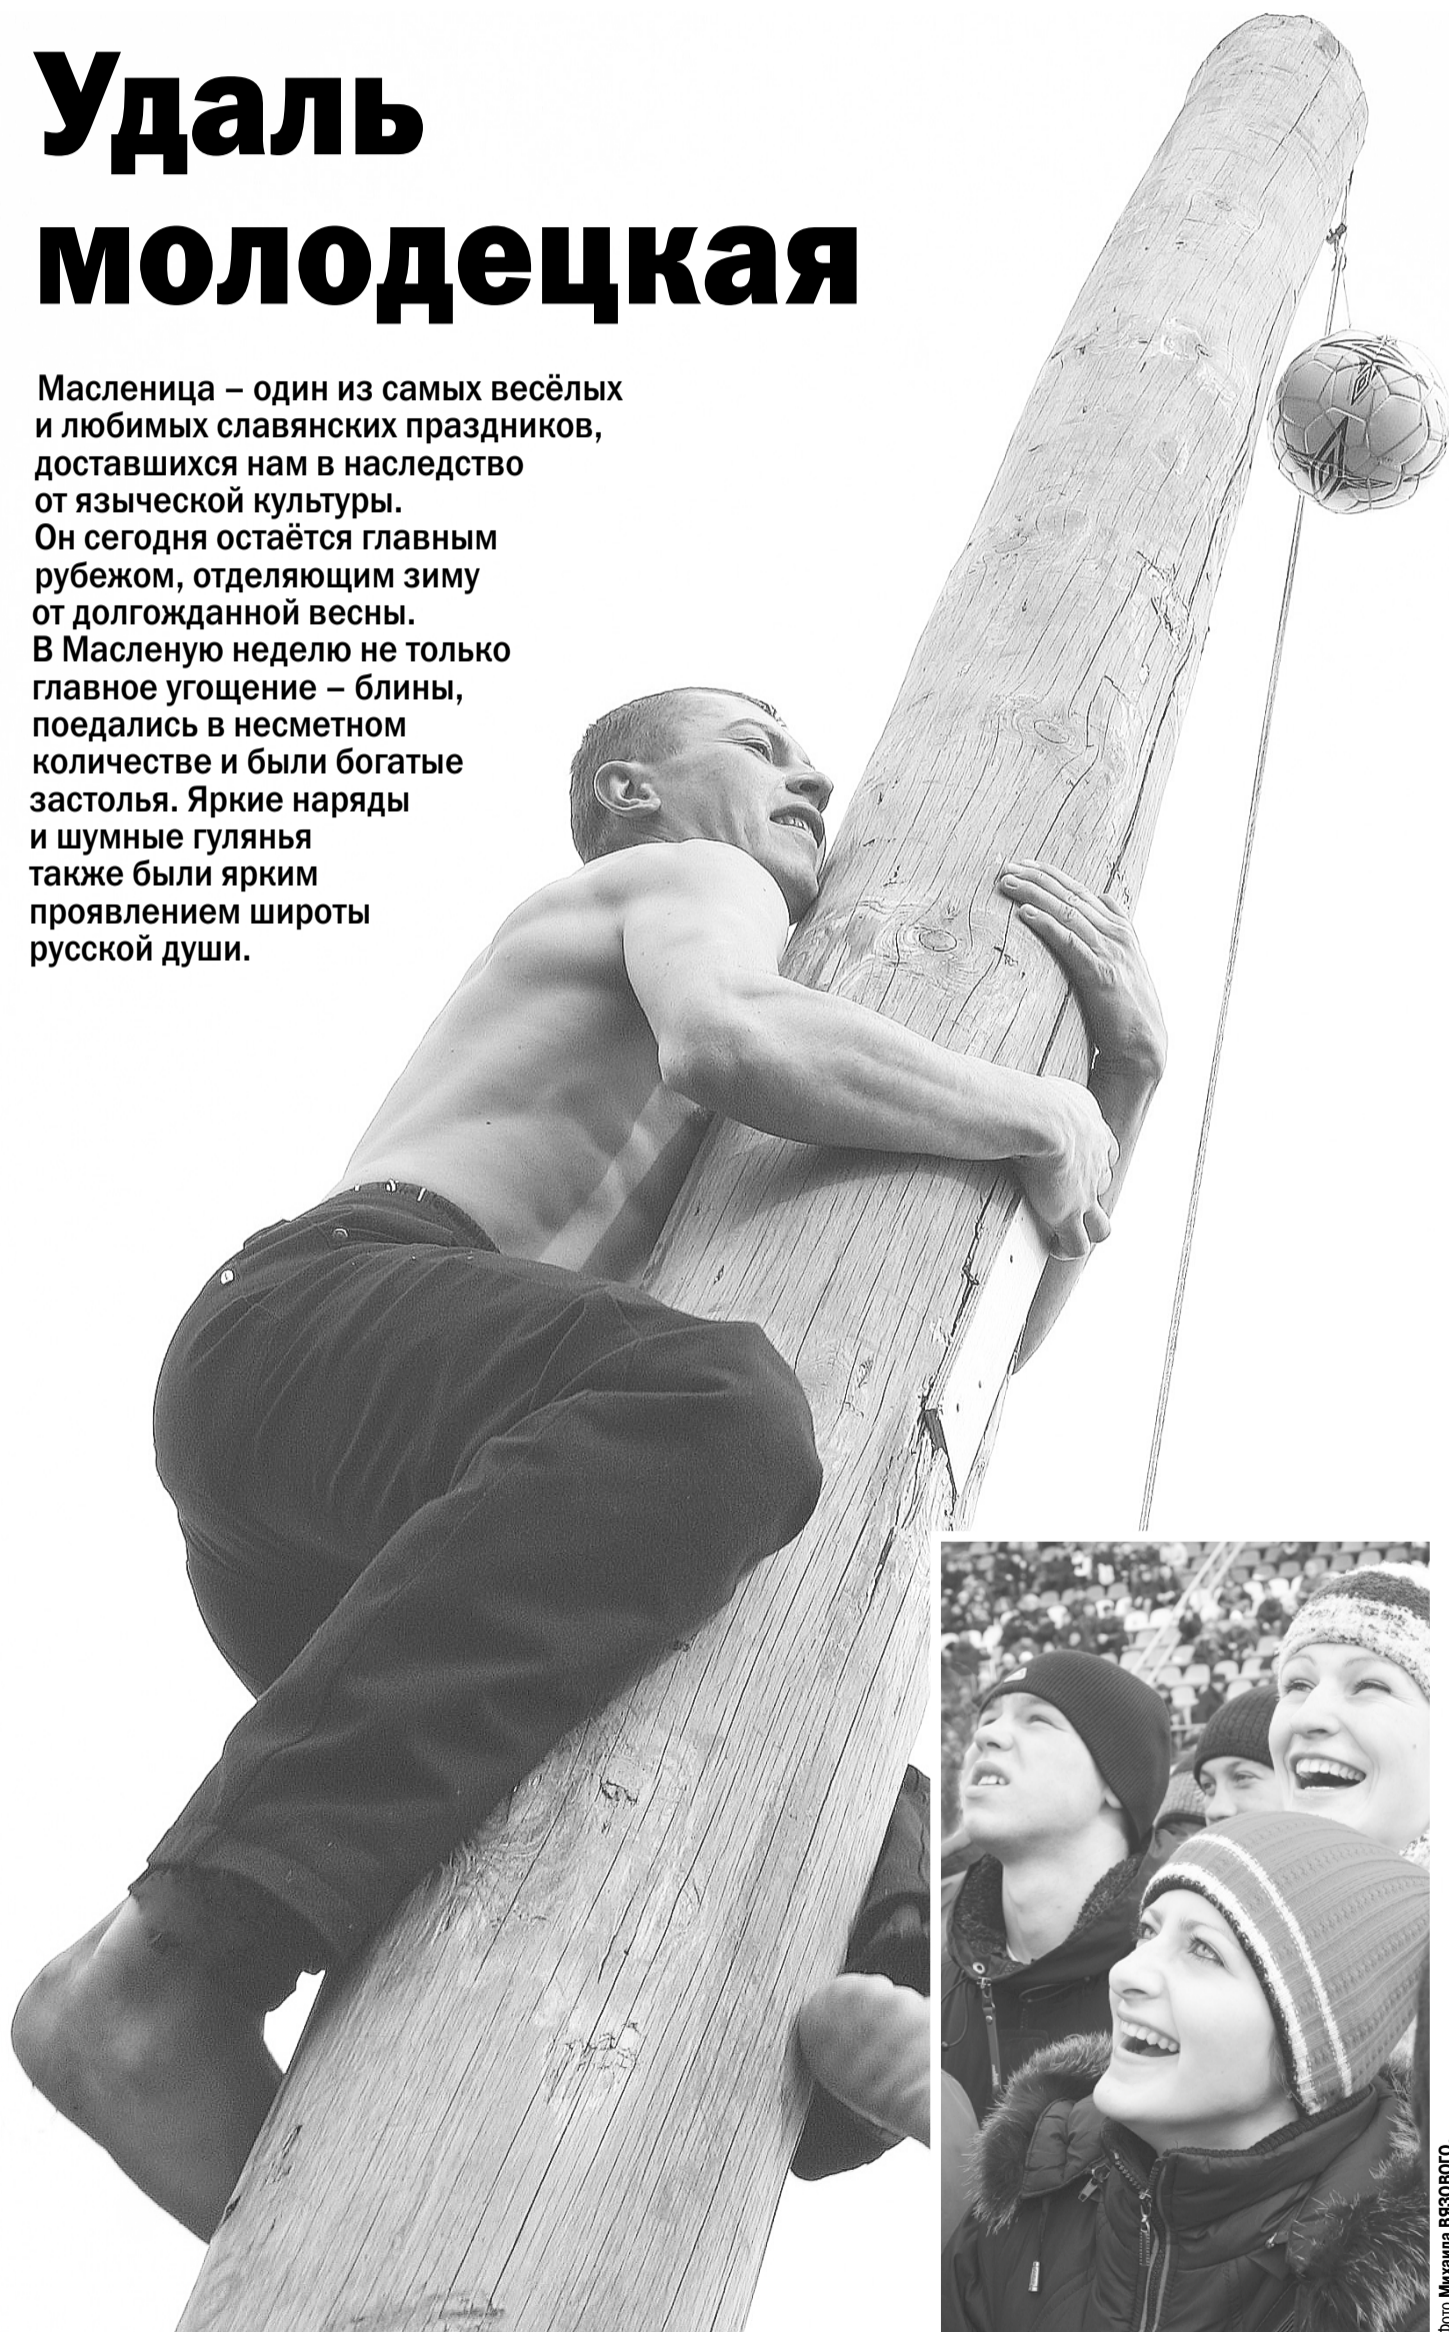 Удаль
молодецкая
Масленица – один из самых весёлых
и любимых славянских праздников,
доставшихся нам в наследство
от языческой культуры.
Он сегодня остаётся главным
рубежом, отделяющим зиму
от долгожданной весны.
В Масленую неделю не только
главное угощение – блины,
поедались в несметном
количестве и были богатые
застолья. Яркие наряды
и шумные гулянья
также были ярким
проявлением широты
русской души.
Фото Михаила ВЯЗОВОГО